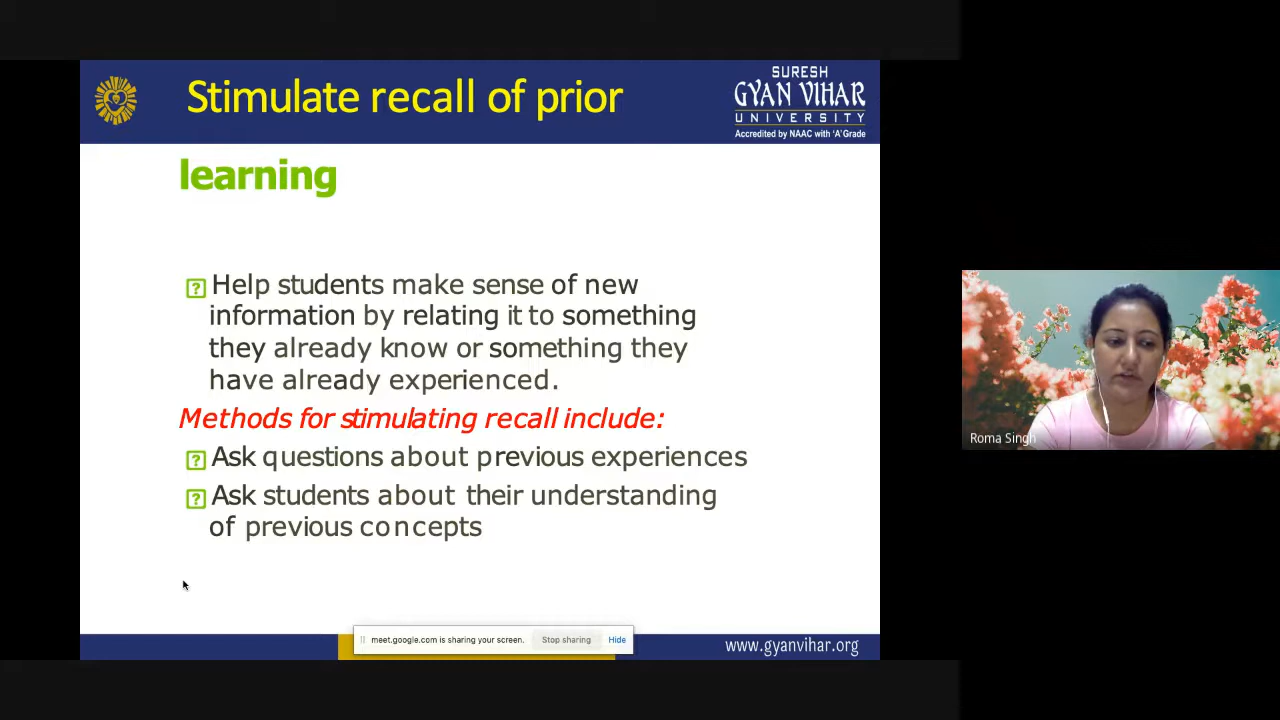 Stimulate recall of prior
SURESH
GYAN VIHAR
UNIVERSITY
Accredited by NAAC with 'A' Grade
learning
Help students make sense of new
information by relating it to something
they already know or something they
have already experienced.
Methods for stimulating recall include:
Ask questions about previous experiences
Ask students about their understanding
of previous concepts
Roma Singh
meet.google.com is sharing your screen. Stop sharing Hide
www.gyanvihar.org